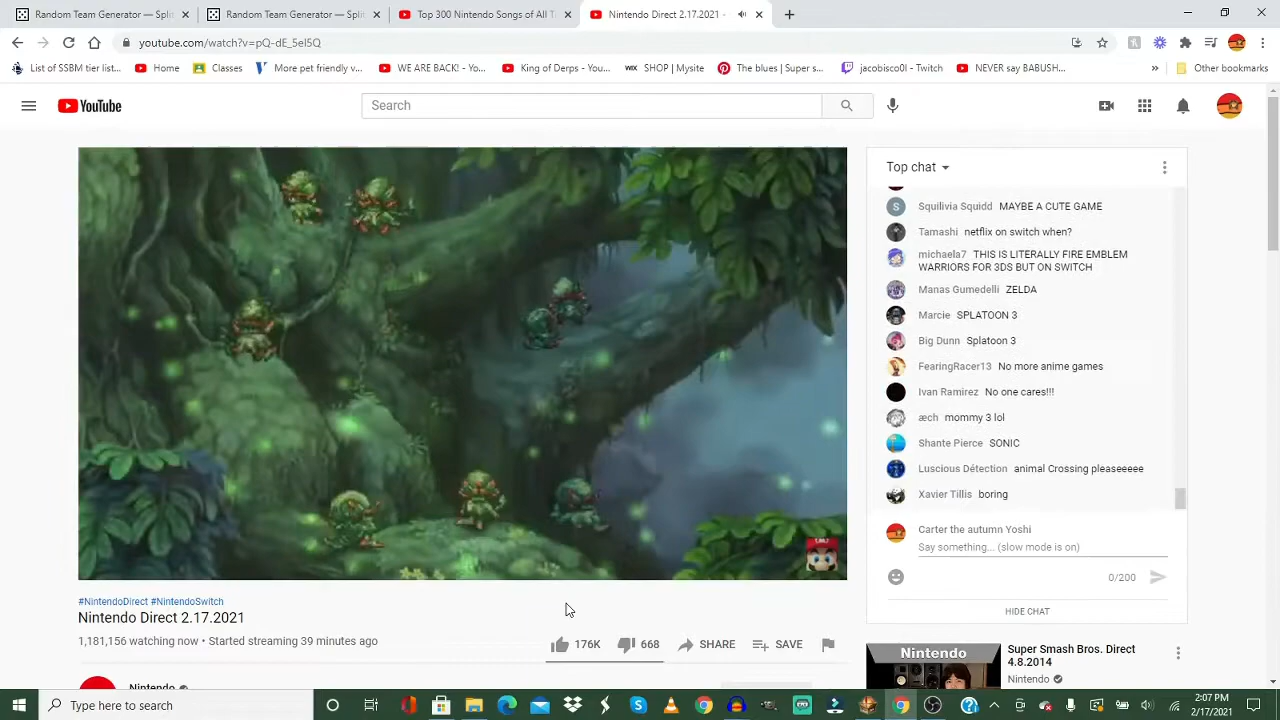 Random Team Generator — Spli
Random Team Generator — Spli
Top 300 Nintendo Songs of All T
Nintendo Direct 2.17.2021 -
youtube.com/watch?v=pQ-dE_5eI5Q
List of SSBM tier list...
Home
Classes
More pet friendly v...
WE ARE BACK! - Yo...
King of Derps - You...
WIX
SHOP | Mysite
The blues | Super s...
jacobisco0l - Twitch
NEVER say BABUSH...
»
Other bookmarks
YouTube
Search
Top chat
Squilivia Squidd MAYBE A CUTE GAME
Tamashi netflix on switch when?
michaela7 THIS IS LITERALLY FIRE EMBLEM
WARRIORS FOR 3DS BUT ON SWITCH
Manas Gumedelli ZELDA
Marcie SPLATOON 3
Big Dunn Splatoon 3
FearingRacer13 No more anime games
Ivan Ramirez No one cares!!!
æch mommy 3 lol
Shante Pierce SONIC
Luscious Détection animal Crossing pleaseeeee
Xavier Tillis boring
Carter the autumn Yoshi
Say something... (slow mode is on)
0/200
HIDE CHAT
#NintendoDirect #NintendoSwitch
Nintendo Direct 2.17.2021
1,181,156 watching now • Started streaming 39 minutes ago
176K
668
SHARE
SAVE
Nintendo
Nintendo
Super Smash Bros. Direct
4.8.2014
Nintendo
Type here to search
2:07 PM
2/17/2021